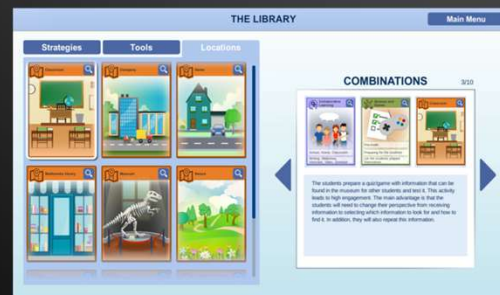 THE LIBRARY
Main Menu
Strategies
Tools
Locations
Classroom
Company
Home
Museum
COMBINATIONS
3/10
Collaborative
Learning
Classroom
The students prepare a quiz/game with information that can be
found in the museum for other students and test it. This activity
leads to high engagement. The main advantage is that the
students will need to change their perspective from receiving
information to selecting which information to look for and how to
find it. In addition, they will also repeat this information.